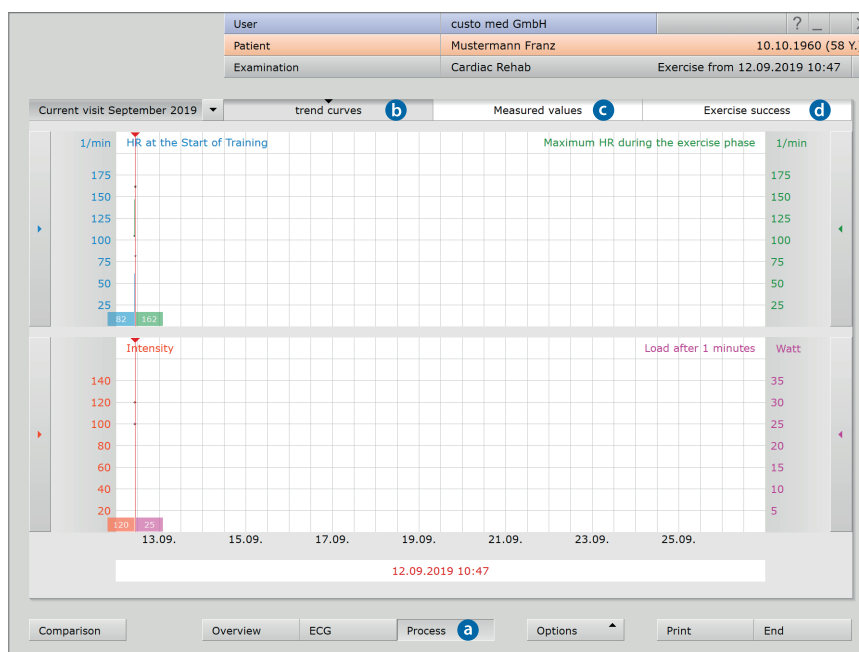 User custo med GmbH ? _
Patient Mustermann Franz 10.10.1960 (58 Y.
Examination Cardiac Rehab Exercise from 12.09.2019 10:47
Current visit September 2019 trend curves b Measured values c Exercise success d
1/min HR at the Start of Training Maximum HR during the exercise phase 1/min
175 175
150 150
125 125
100 100
75 75
50 50
25 25
82 162
Intensity Load after 1 minutes Watt
140 35
120 30
100 25
80 20
60 15
40 10
20 5
120 25
13.09. 15.09. 17.09. 19.09. 21.09. 23.09. 25.09.
12.09.2019 10:47
Comparison Overview ECG Process a Options Print End